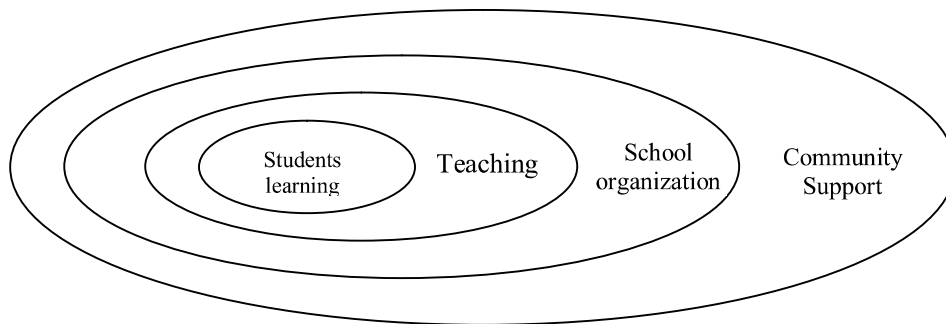 Students
learning
Teaching
School
organization
Community
Support